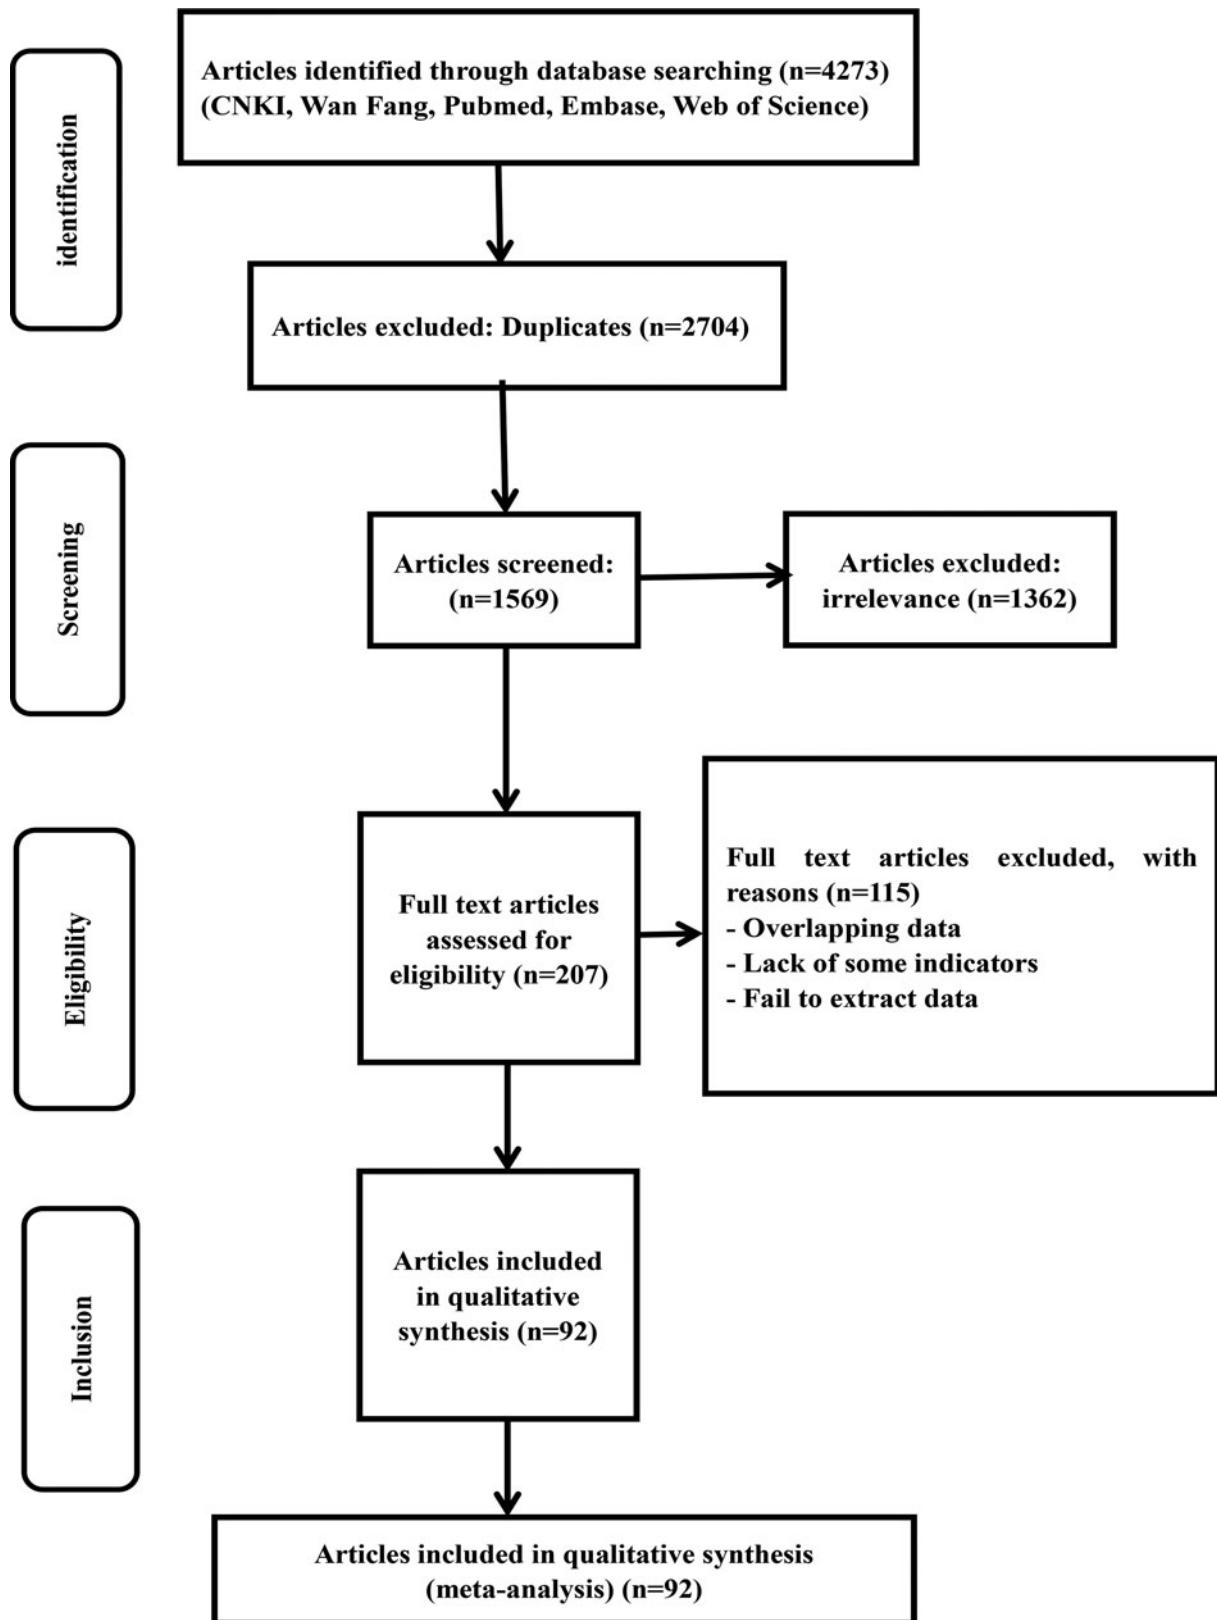 identification
Articles identified through database searching (n=4273)
(CNKI, Wan Fang, Pubmed, Embase, Web of Science)
Articles excluded: Duplicates (n=2704)
Screening
Articles screened:
(n=1569)
Articles excluded:
irrelevance (n=1362)
Eligibility
Full text articles
assessed for
eligibility (n=207)
Full text articles excluded, with
reasons (n=115)
- Overlapping data
- Lack of some indicators
- Fail to extract data
Inclusion
Articles included
in qualitative
synthesis (n=92)
Articles included in qualitative synthesis
(meta-analysis) (n=92)